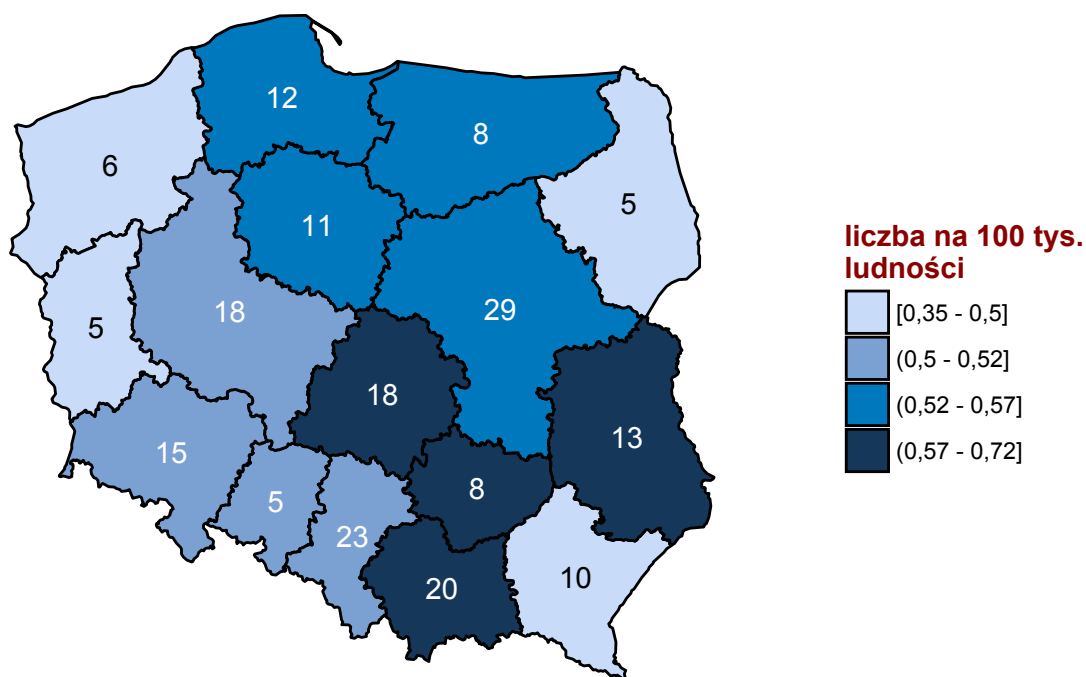 12
8
6
5
11
29
18
5
18
13
15
8
5
23
20
10
liczba na 100 tys.
ludności
[0,35 - 0,5]
(0,5 - 0,52]
(0,52 - 0,57]
(0,57 - 0,72]